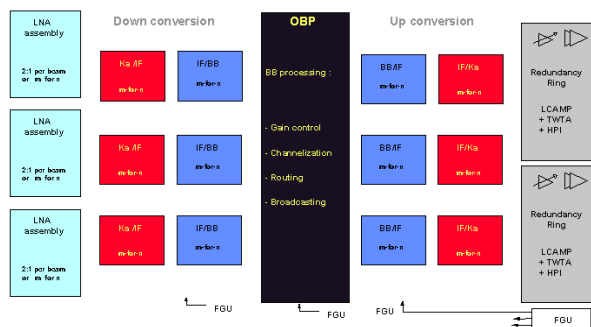 Down conversion
OBP
Up conversion
LNA
assembly
2:1 per beam
or m for n
LNA
assembly
2:1 per beam
or m for n
LNA
assembly
2:1 per beam
or m for n
Ka /IF
m-for-n
IF/BB
m-for-n
Ka /IF
m-for-n
IF/BB
m-for-n
Ka /IF
m-for-n
IF/BB
m-for-n
BB processing :
- Gain control
- Channelization
- Routing
- Broadcasting
BB/IF
m-for-n
IF/Ka
m-for-n
BB/IF
m-for-n
IF/Ka
m-for-n
BB/IF
m-for-n
IF/Ka
m-for-n
Redundancy
Ring
LCAMP
+ TWTA
+ HPI
Redundancy
Ring
LCAMP
+ TWTA
+ HPI
FGU
FGU
FGU
FGU